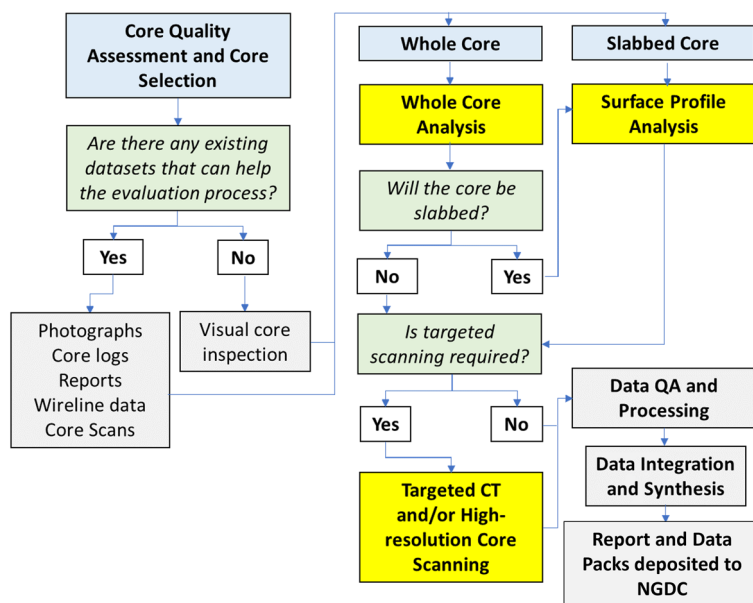 Core Quality
Assessment and Core
Selection
Are there any existing
datasets that can help
the evaluation process?
Yes
No
Photographs
Core logs
Reports
Wireline data
Core Scans
Visual core
inspection
Whole Core
Whole Core
Analysis
Will the core be
slabbed?
No
Yes
Slabbed Core
Surface Profile
Analysis
Is targeted
scanning required?
Yes
No
Targeted CT
and/or High-
resolution Core
Scanning
Data QA and
Processing
Data Integration
and Synthesis
Report and Data
Packs deposited to
NGDC